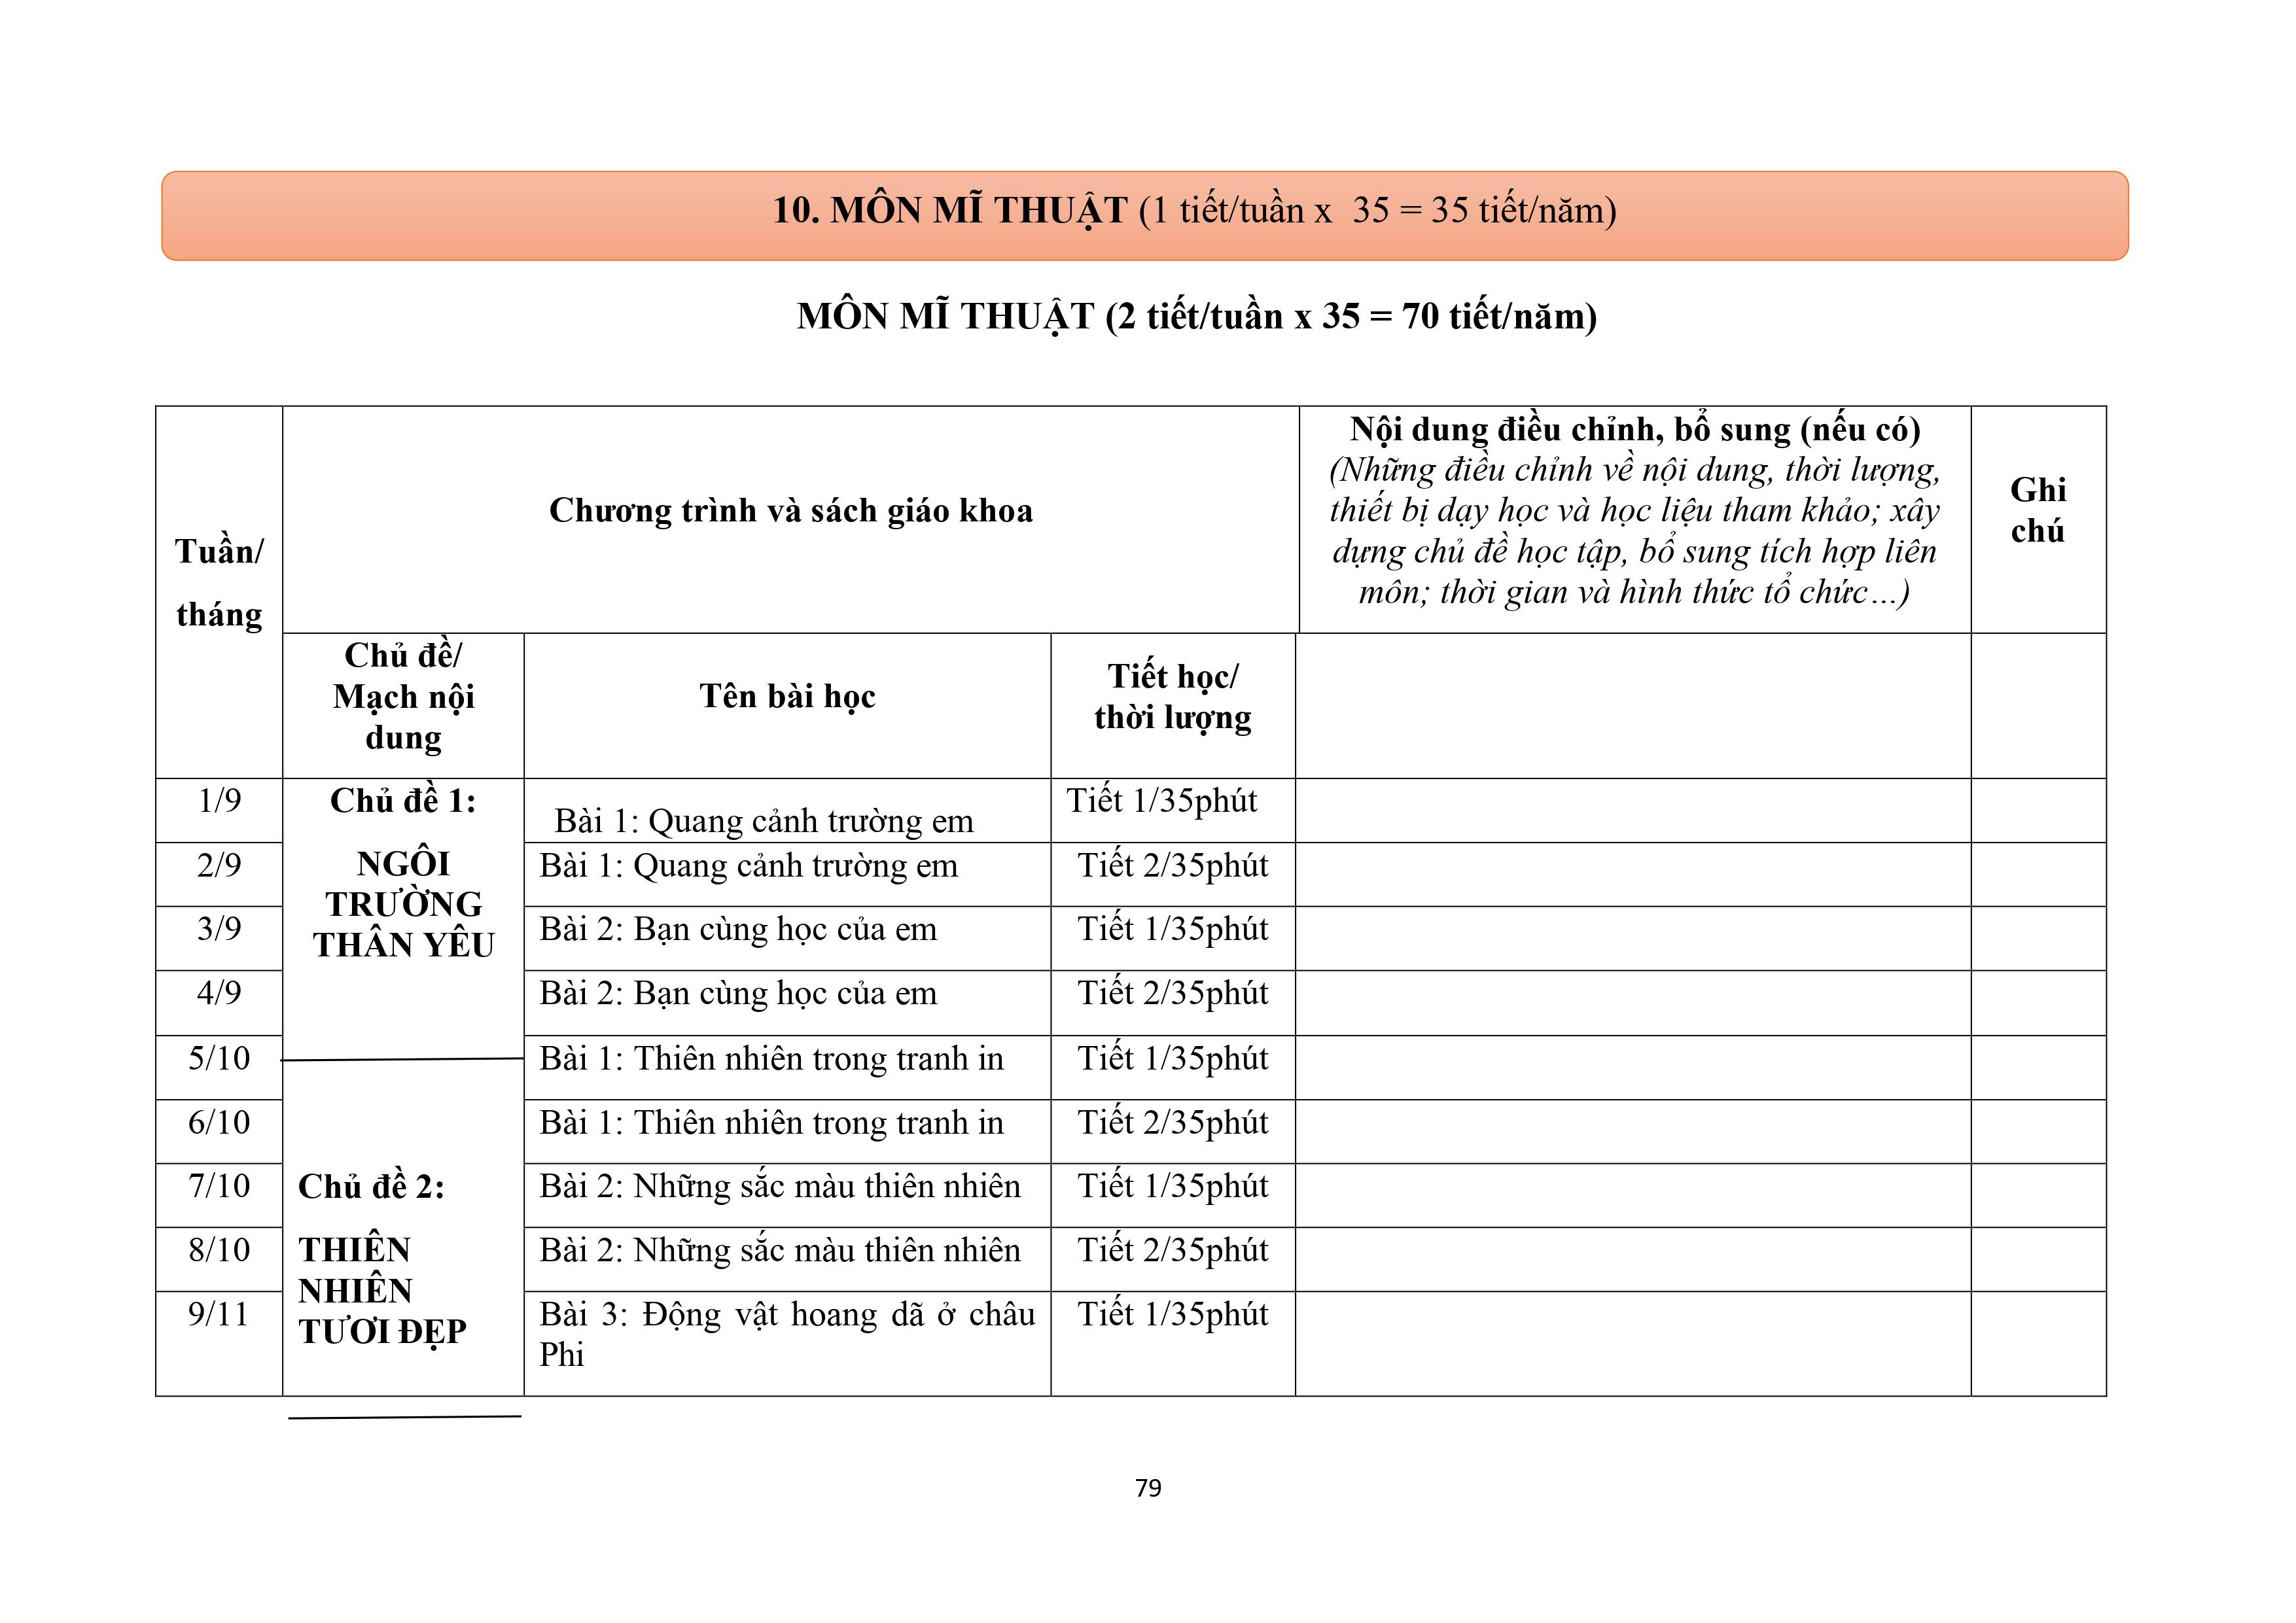 10. MÔN MĨ THUẬT (1 tiết/tuần x  35 = 35 tiết/năm)
MÔN MĨ THUẬT (2 tiết/tuần x 35 = 70 tiết/năm)
Tuần/
tháng
Chương trình và sách giáo khoa
Nội dung điều chỉnh, bổ sung (nếu có)
(Những điều chỉnh về nội dung, thời lượng,
thiết bị dạy học và học liệu tham khảo; xây
dựng chủ đề học tập, bổ sung tích hợp liên
môn; thời gian và hình thức tổ chức…)
Ghi
chú
Chủ đề/
Mạch nội
dung
Tên bài học
Tiết học/
thời lượng
1/9
Chủ đề 1:
NGÔI
TRƯỜNG
THÂN YÊU
Bài 1: Quang cảnh trường em
Tiết 1/35phút
2/9
Bài 1: Quang cảnh trường em
Tiết 2/35phút
3/9
Bài 2: Bạn cùng học của em
Tiết 1/35phút
4/9
Bài 2: Bạn cùng học của em
Tiết 2/35phút
5/10
Bài 1: Thiên nhiên trong tranh in
Tiết 1/35phút
6/10
Bài 1: Thiên nhiên trong tranh in
Tiết 2/35phút
7/10
Chủ đề 2:
THIÊN
NHIÊN
TƯƠI ĐẸP
Bài 2: Những sắc màu thiên nhiên
Tiết 1/35phút
8/10
Bài 2: Những sắc màu thiên nhiên
Tiết 2/35phút
9/11
Bài 3: Động vật hoang dã ở châu
Phi
Tiết 1/35phút
79